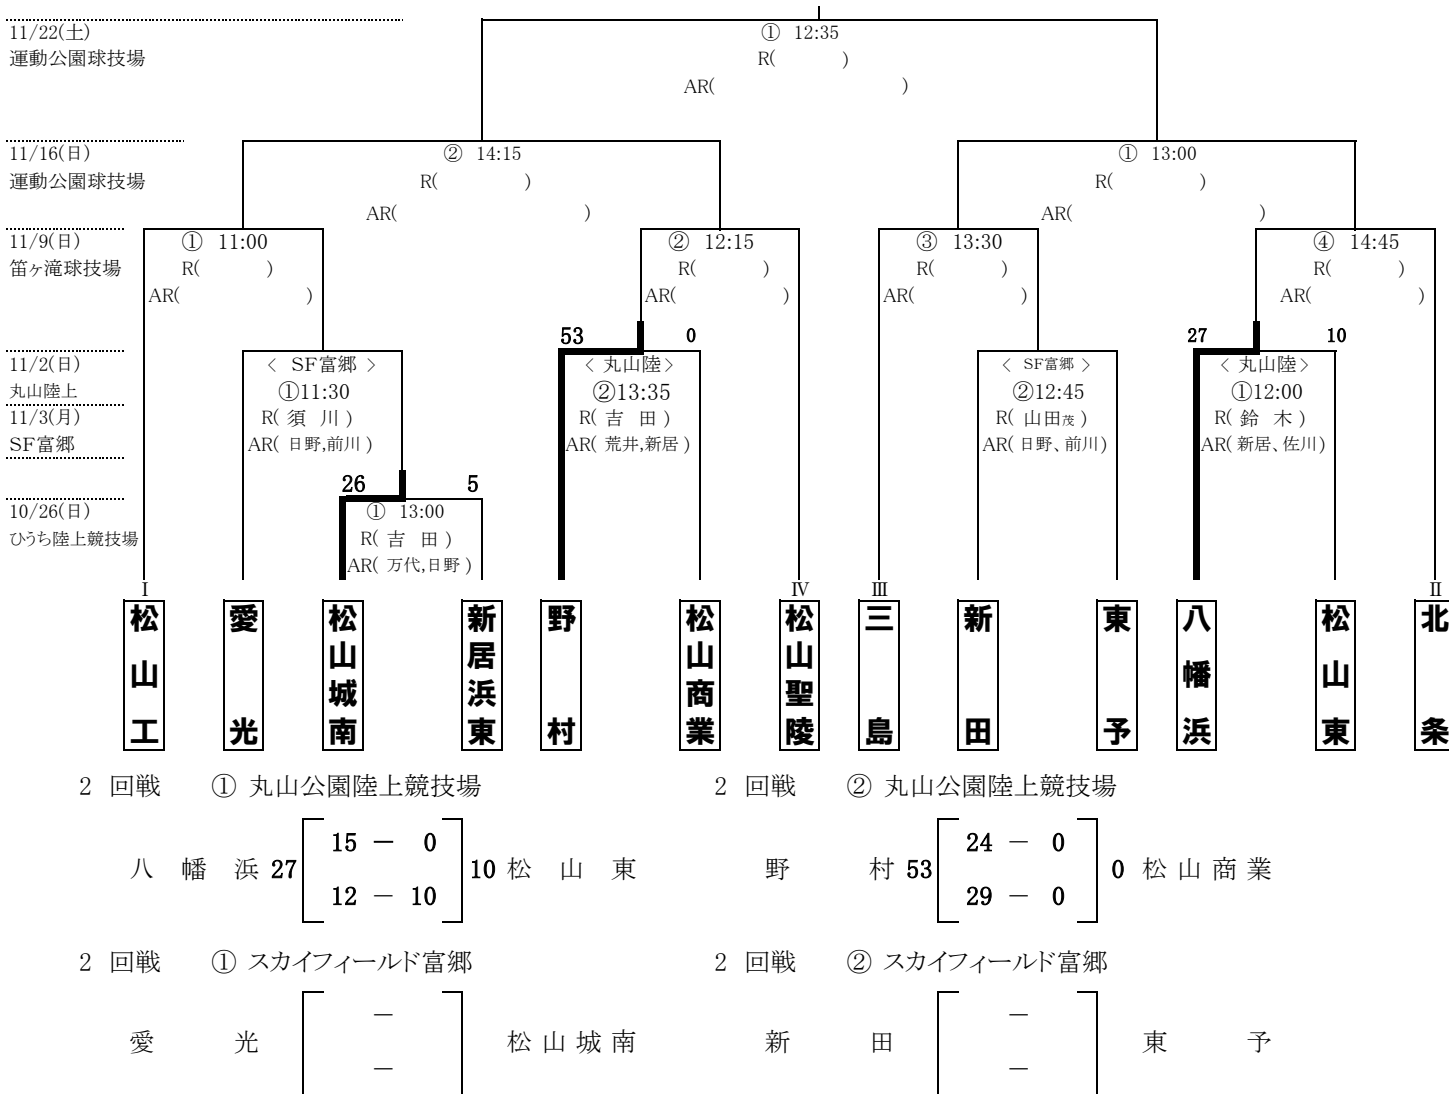 11/22(土)
① 12:35
運動公園球技場
R( )
AR( )
11/16(日)
② 14:15
① 13:00
運動公園球技場
R( )
R( )
AR( )
AR( )
11/9(日)
① 11:00
② 12:15
③ 13:30
④ 14:45
笛ヶ滝球技場
R( )
R( )
R( )
R( )
AR( )
AR( )
AR( )
AR( )
53 0
27 10
11/2(日)
< SF富郷 >
< 丸山陸>
< SF富郷 >
< 丸山陸>
丸山陸上
①11:30
②13:35
②12:45
①12:00
11/3(月)
R( 須 川 )
R( 吉 田 )
R( 山田茂 )
R( 鈴 木 )
SF富郷
AR( 日野,前川 )
AR( 荒井,新居 )
AR( 日野、前川)
AR( 新居、佐川)
26 5
10/26(日)
① 13:00
ひうち陸上競技場
R( 吉 田 )
AR( 万代,日野 )
Ⅰ
Ⅳ
Ⅲ
Ⅱ
松山工
愛光
松山城南
新居浜東
野村
松山商業
松山聖陵
三島
新田
東予
八幡浜
松山東
北条
2 回戦 ① 丸山公園陸上競技場
15 − 0
八 幡 浜 27 10 松 山 東
12 − 10
2 回戦 ② 丸山公園陸上競技場
24 − 0
野 村 53 0 松山商業
29 − 0
2 回戦 ① スカイフィールド富郷
−
愛 光 松山城南
−
2 回戦 ② スカイフィールド富郷
−
新 田 東 予
−